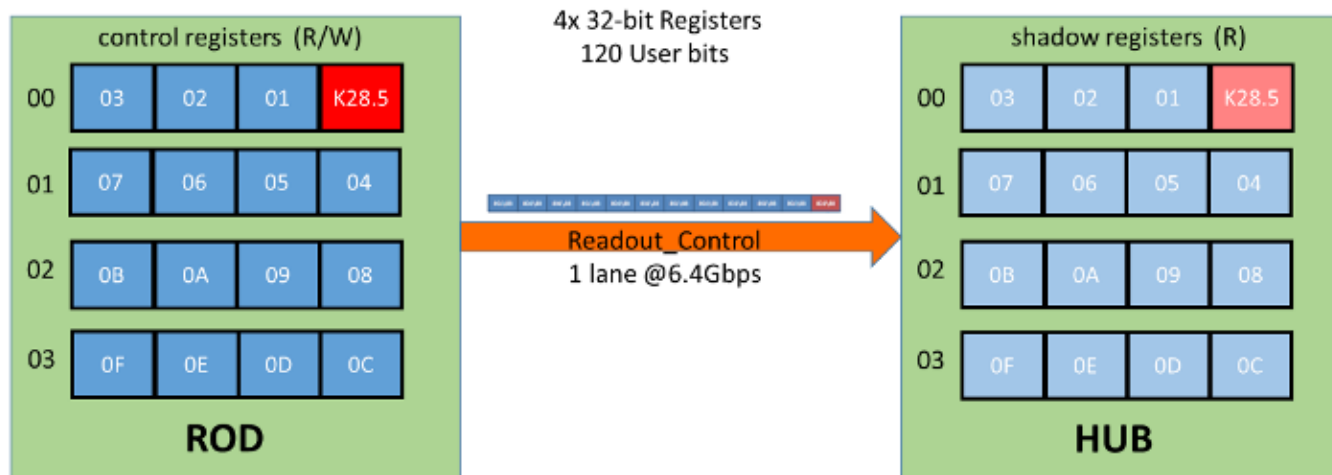 4x 32-bit Registers
120 User bits
control registers (R/W)
00 03 02 01 K28.5
01 07 06 05 04
02 0B 0A 09 08
03 0F 0E 0D 0C
ROD
Readout_Control
1 lane @6.4Gbps
shadow registers (R)
00 03 02 01 K28.5
01 07 06 05 04
02 0B 0A 09 08
03 0F 0E 0D 0C
HUB